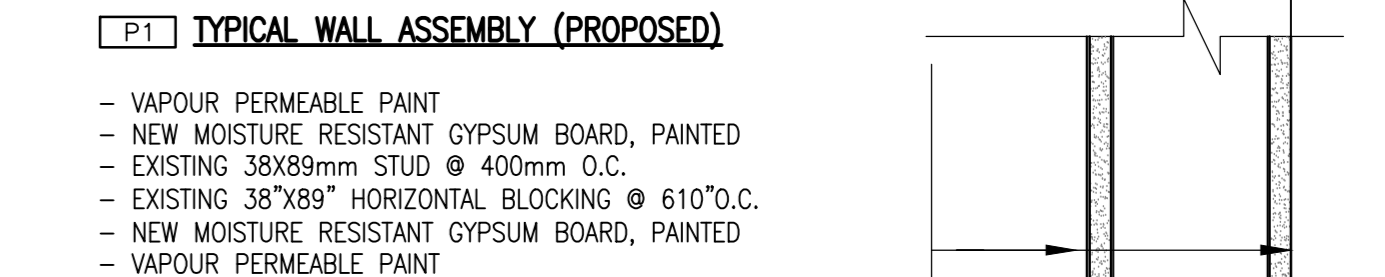 P1 TYPICAL WALL ASSEMBLY (PROPOSED)
– VAPOUR PERMEABLE PAINT
– NEW MOISTURE RESISTANT GYPSUM BOARD, PAINTED
– EXISTING 38X89mm STUD @ 400mm O.C.
– EXISTING 38"X89" HORIZONTAL BLOCKING @ 610"O.C.
– NEW MOISTURE RESISTANT GYPSUM BOARD, PAINTED
– VAPOUR PERMEABLE PAINT